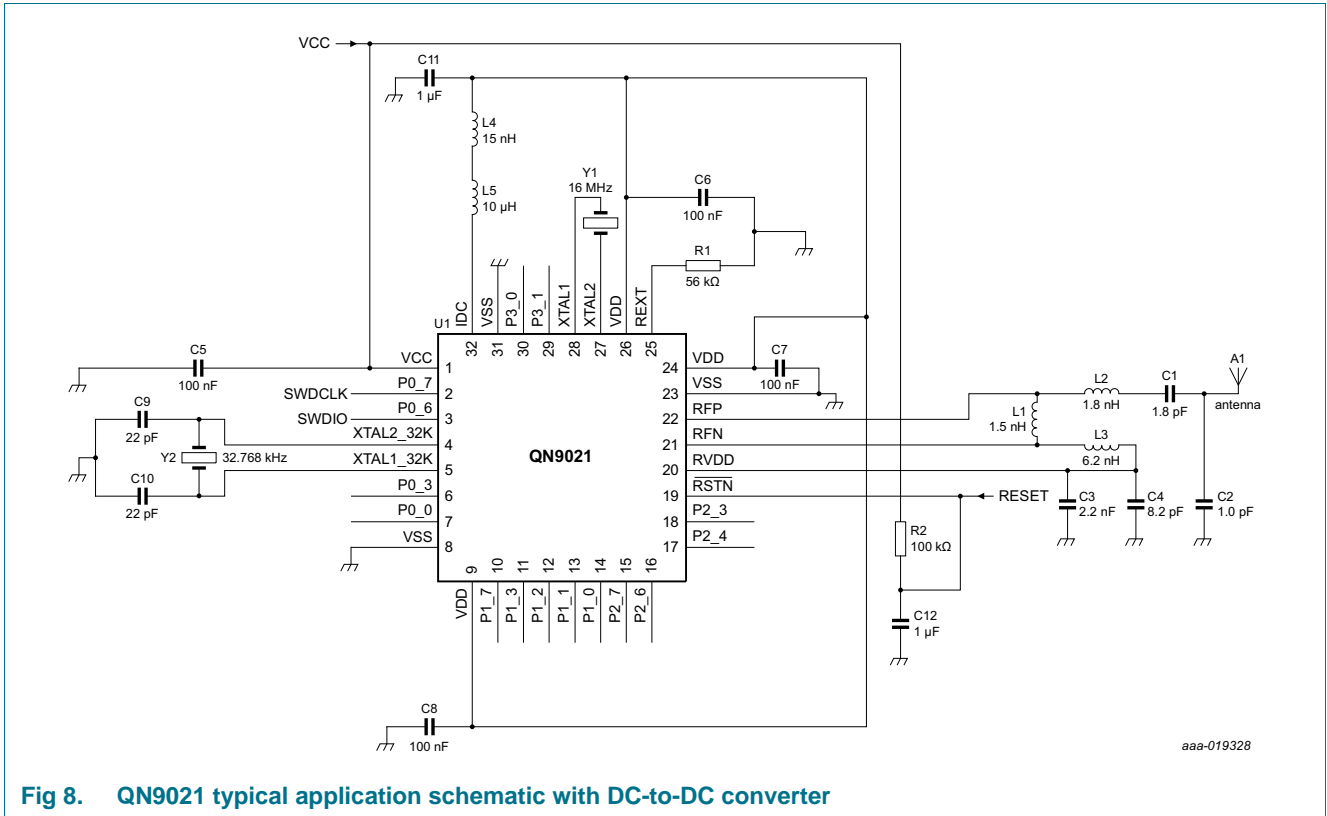 VCC
C11
1 µF
L4
15 nH
L5
10 µH
Y1
16 MHz
C6
100 nF
R1
56 kΩ
U1
IDC
VSS
P3_0
P3_1
XTAL1
XTAL2
VDD
REXT
32
31
30
29
28
27
26
25
C5
100 nF
VCC
1
SWDCLK
P0_7
2
SWDIO
P0_6
3
C9
22 pF
XTAL2_32K
4
Y2
32.768 kHz
XTAL1_32K
5
C10
22 pF
P0_3
6
P0_0
7
VSS
8
QN9021
24
VDD
C7
100 nF
23
VSS
22
RFP
21
RFN
20
RVDD
19
RSTN
RESET
18
P2_3
17
P2_4
L1
1.5 nH
L2
1.8 nH
C1
1.8 pF
A1
antenna
L3
6.2 nH
C3
2.2 nF
C4
8.2 pF
C2
1.0 pF
R2
100 kΩ
C12
1 µF
9
10
11
12
13
14
15
16
VDD
P1_7
P1_3
P1_2
P1_1
P1_0
P2_7
P2_6
C8
100 nF
aaa-019328
Fig 8. QN9021 typical application schematic with DC-to-DC converter